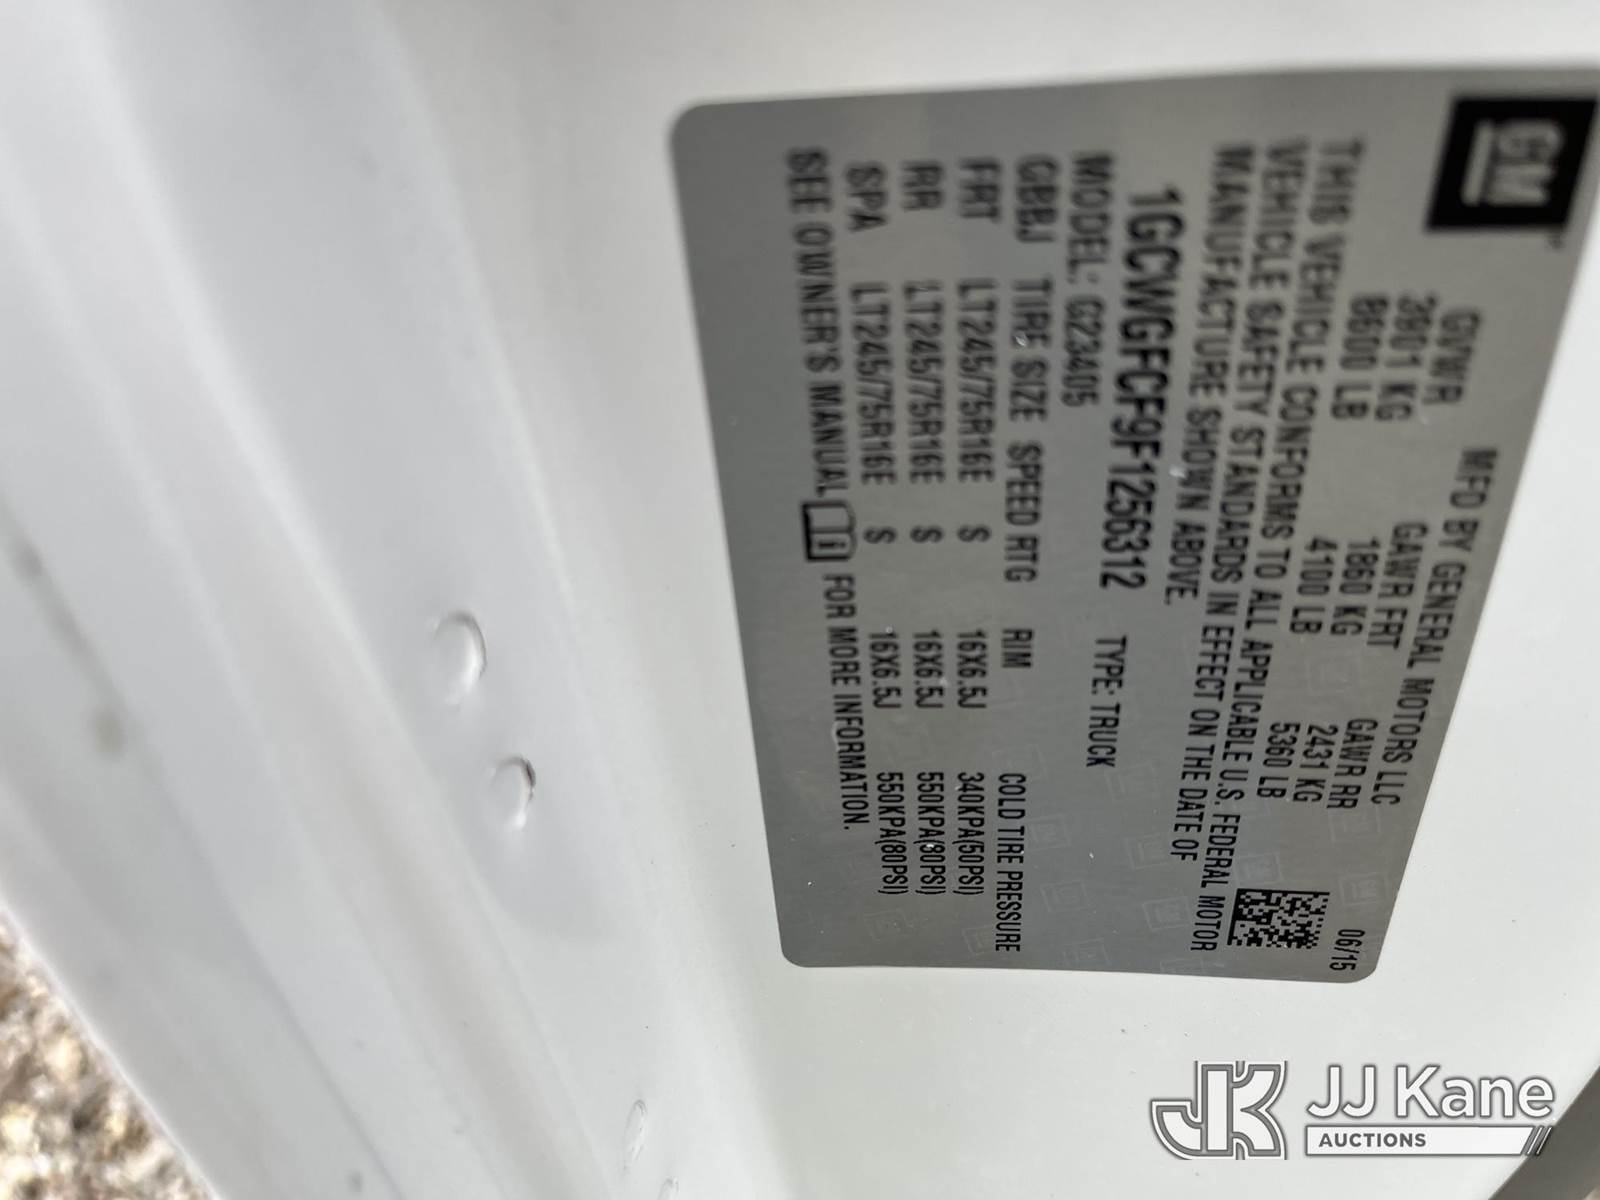 GM
MFD BY GENERAL MOTORS LLC 06/15
GVWR GAWR FRT GAWR RR
3901 KG 1860 KG 2431 KG
8600 LB 4100 LB 5360 LB
THIS VEHICLE CONFORMS TO ALL APPLICABLE U.S. FEDERAL MOTOR
VEHICLE SAFETY STANDARDS IN EFFECT ON THE DATE OF
MANUFACTURE SHOWN ABOVE.
1GCWGFCF9F1256312 TYPE: TRUCK
MODEL: G23405
GBBJ TIRE SIZE SPEED RTG RIM COLD TIRE PRESSURE
FRT LT245/75R16E S 16X6.5J 340KPA(50PSI)
RR LT245/75R16E S 16X6.5J 550KPA(80PSI)
SPA LT245/75R16E S 16X6.5J 550KPA(80PSI)
SEE OWNER'S MANUAL FOR MORE INFORMATION.
JK JJ Kane
AUCTIONS